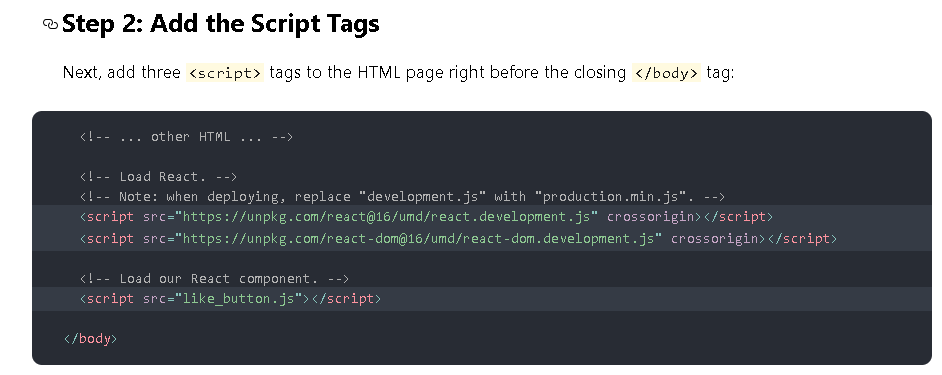 Step 2: Add the Script Tags
Next, add three <script> tags to the HTML page right before the closing </body> tag:
<!-- ... other HTML ... -->
<!-- Load React. -->
<!-- Note: when deploying, replace "development.js" with "production.min.js". -->
<script src="https://unpkg.com/react@16/umd/react.development.js" crossorigin></script>
<script src="https://unpkg.com/react-dom@16/umd/react-dom.development.js" crossorigin></script>
<!-- Load our React component. -->
<script src="like_button.js"></script>
</body>